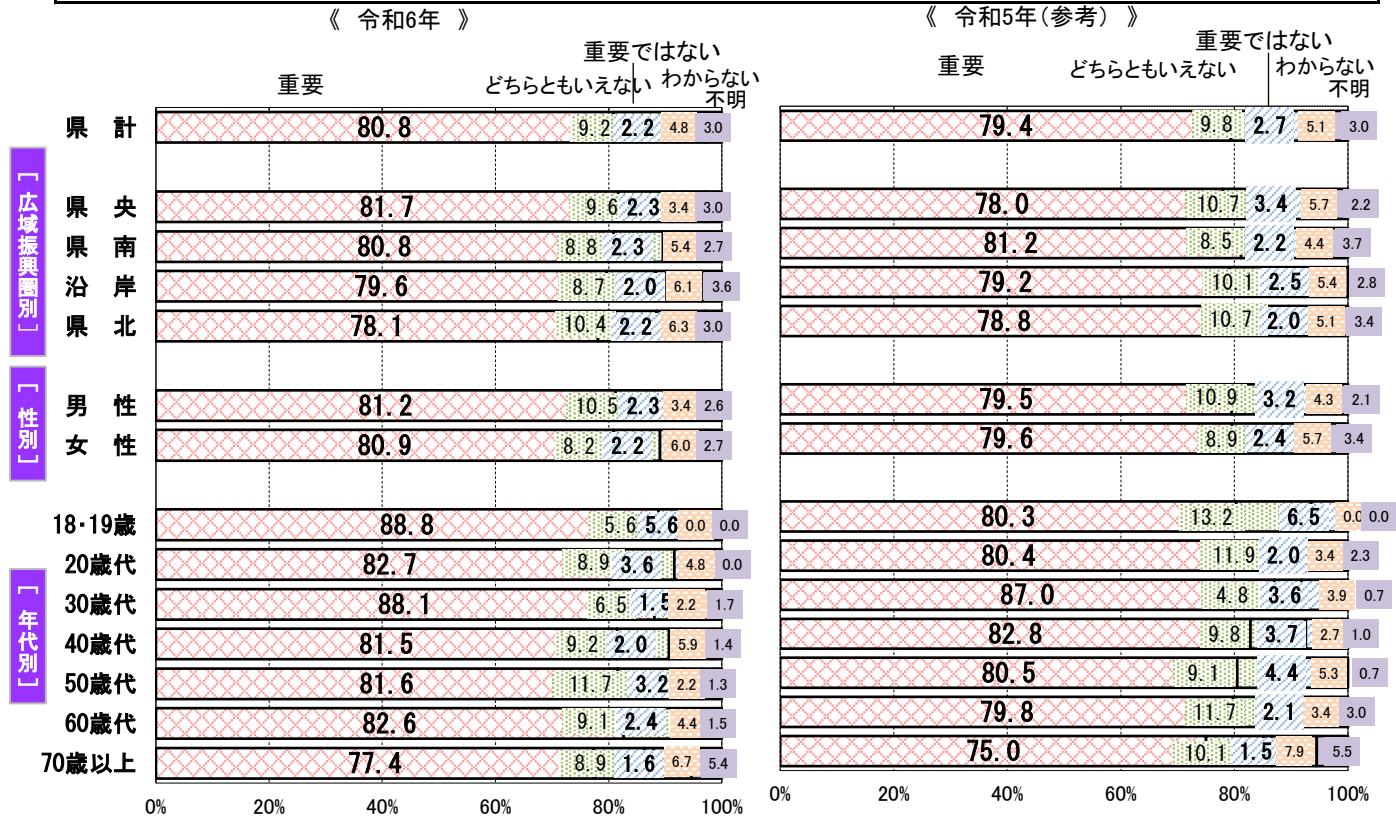 《 令和6年 》
重要
どちらともいえない
重要ではない
わからない
不明
県 計 80.8 9.2 2.2 4.8 3.0
[広域振興圏別]
県 央 81.7 9.6 2.3 3.4 3.0
県 南 80.8 8.8 2.3 5.4 2.7
沿 岸 79.6 8.7 2.0 6.1 3.6
県 北 78.1 10.4 2.2 6.3 3.0
[性別]
男 性 81.2 10.5 2.3 3.4 2.6
女 性 80.9 8.2 2.2 6.0 2.7
[年代別]
18・19歳 88.8 5.6 5.6 0.0 0.0
20歳代 82.7 8.9 3.6 4.8 0.0
30歳代 88.1 6.5 1.5 2.2 1.7
40歳代 81.5 9.2 2.0 5.9 1.4
50歳代 81.6 11.7 3.2 2.2 1.3
60歳代 82.6 9.1 2.4 4.4 1.5
70歳以上 77.4 8.9 1.6 6.7 5.4
0% 20% 40% 60% 80% 100%
《 令和5年(参考) 》
重要
どちらともいえない
重要ではない
わからない
不明
79.4 9.8 2.7 5.1 3.0
78.0 10.7 3.4 5.7 2.2
81.2 8.5 2.2 4.4 3.7
79.2 10.1 2.5 5.4 2.8
78.8 10.7 2.0 5.1 3.4
79.5 10.9 3.2 4.3 2.1
79.6 8.9 2.4 5.7 3.4
80.3 13.2 6.5 0.0 0.0
80.4 11.9 2.0 3.4 2.3
87.0 4.8 3.6 3.9 0.7
82.8 9.8 3.7 2.7 1.0
80.5 9.1 4.4 5.3 0.7
79.8 11.7 2.1 3.4 3.0
75.0 10.1 1.5 7.9 5.5
0% 20% 40% 60% 80% 100%